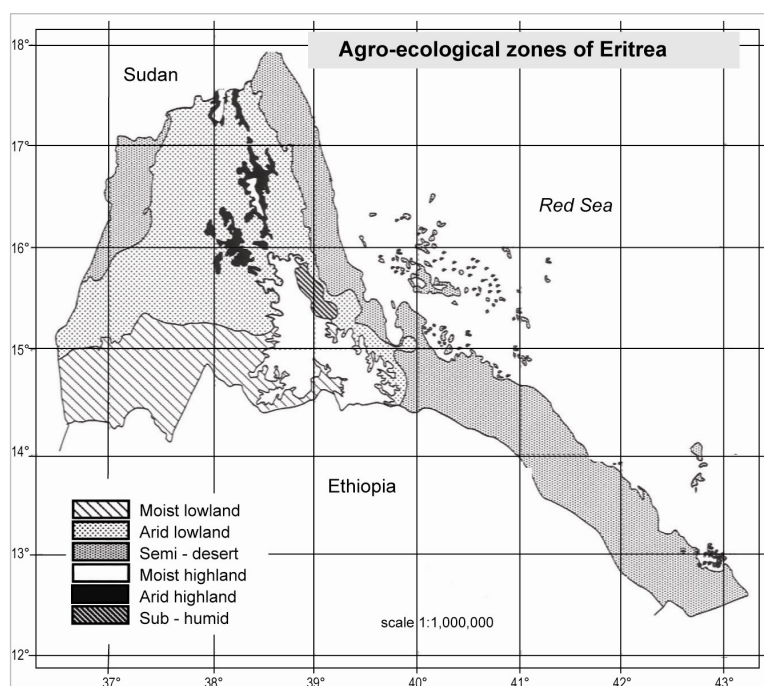 Agro-ecological zones of Eritrea
18°
Sudan
17°
Red Sea
16°
15°
14°
Ethiopia
Moist lowland
Arid lowland
Semi - desert
13°
Moist highland
Arid highland
Sub - humid
scale 1:1,000,000
12°
37° 38° 39° 40° 41° 42° 43°